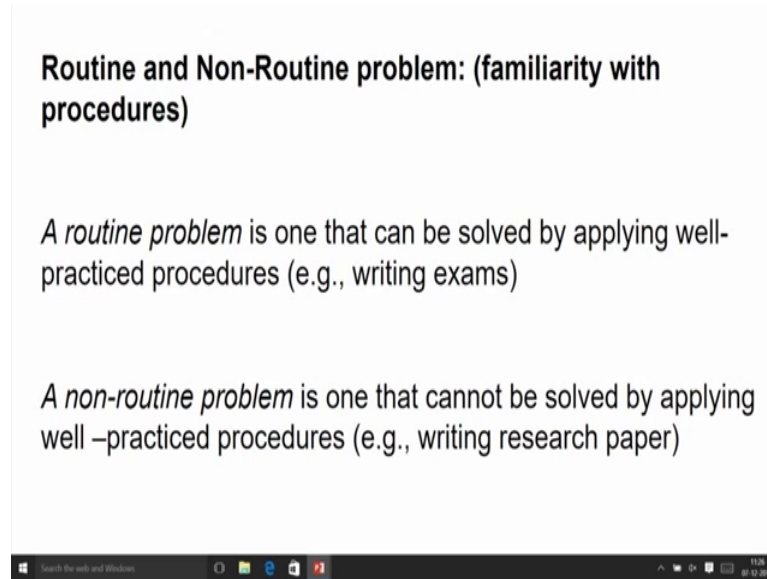 Routine and Non-Routine problem: (familiarity with
procedures)
A routine problem is one that can be solved by applying well-
practiced procedures (e.g., writing exams)
A non-routine problem is one that cannot be solved by applying
well –practiced procedures (e.g., writing research paper)
Search the web and Windows
11:26